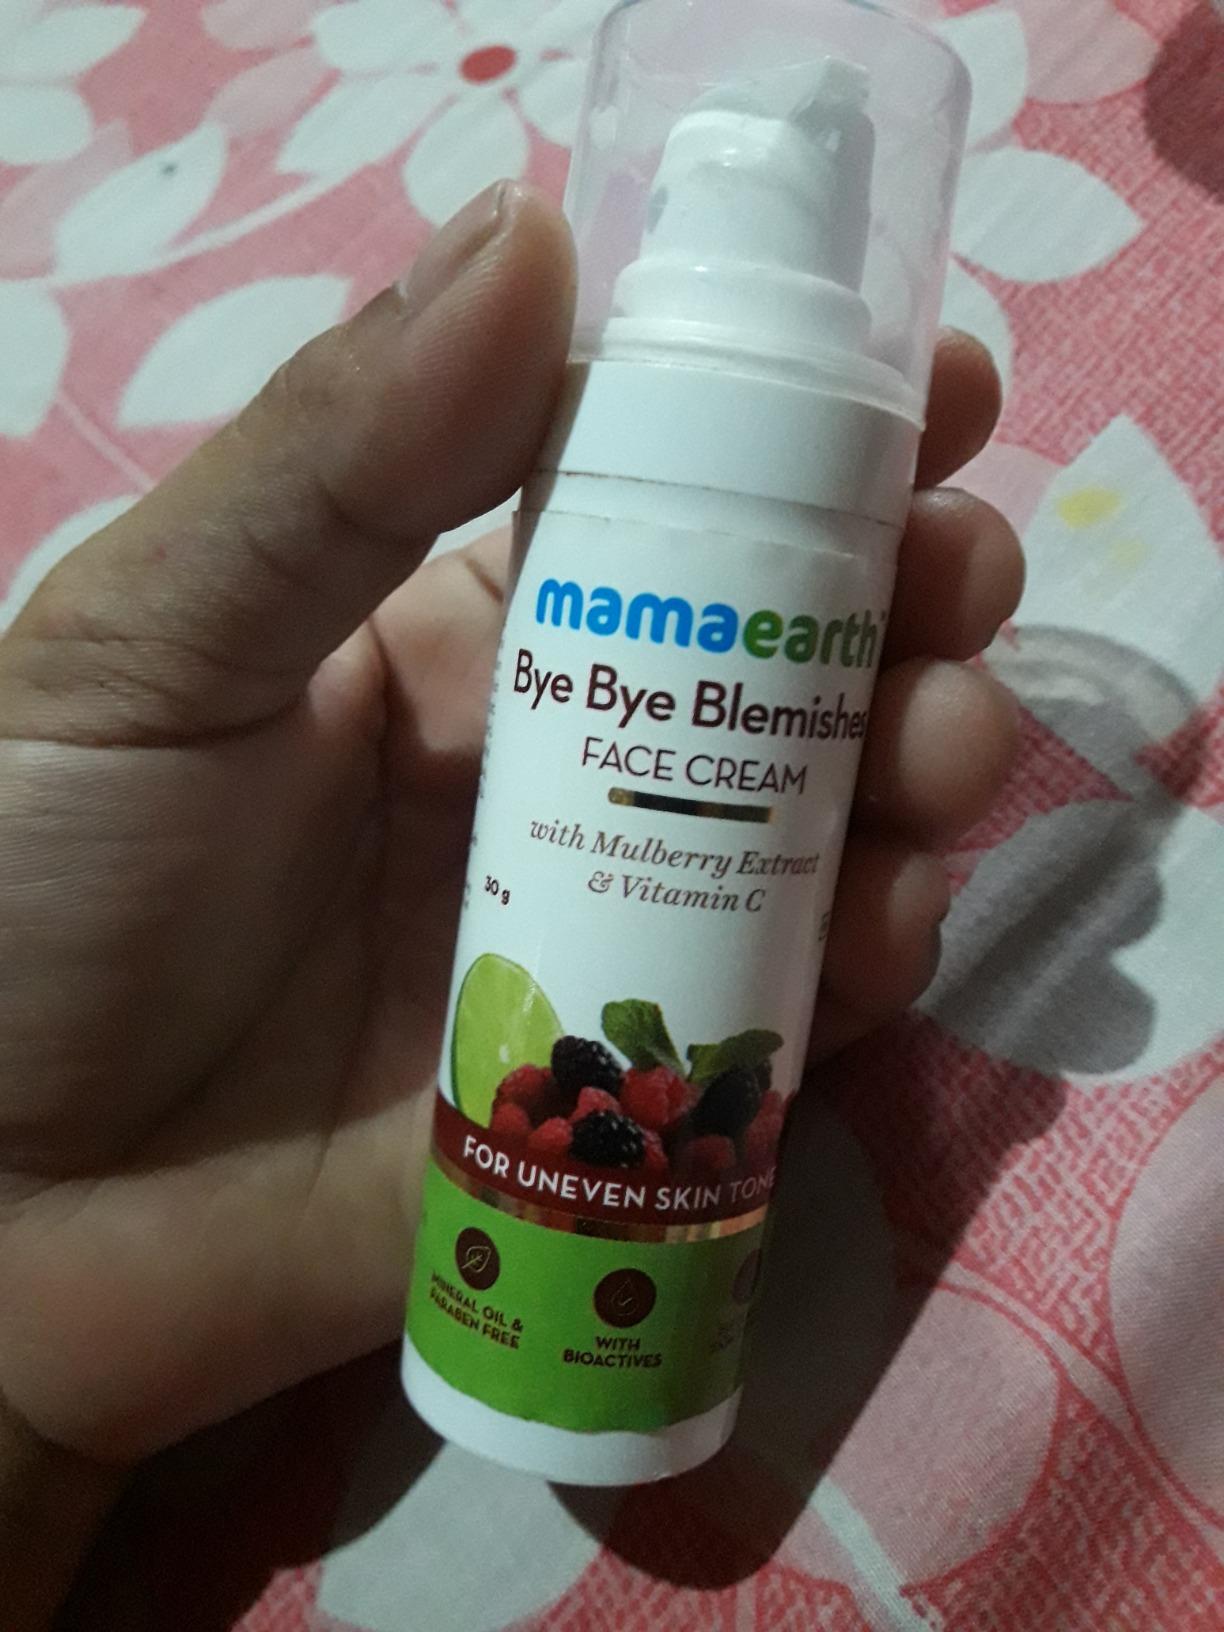 mamaearth
Bye Bye Blemishes
FACE CREAM
with Mulberry Extract
& Vitamin C
30 g
FOR UNEVEN SKIN TONE
MINERAL OIL &
PARABEN FREE
WITH
BIOACTIVES